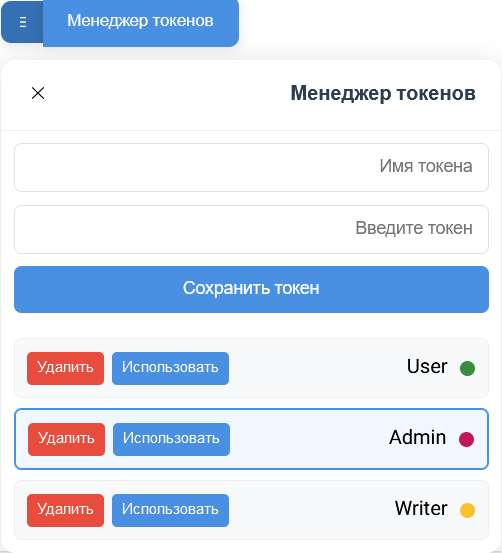 Менеджер токенов
Менеджер токенов
Имя токена
Введите токен
Сохранить токен
Удалить Использовать User
Удалить Использовать Admin
Удалить Использовать Writer